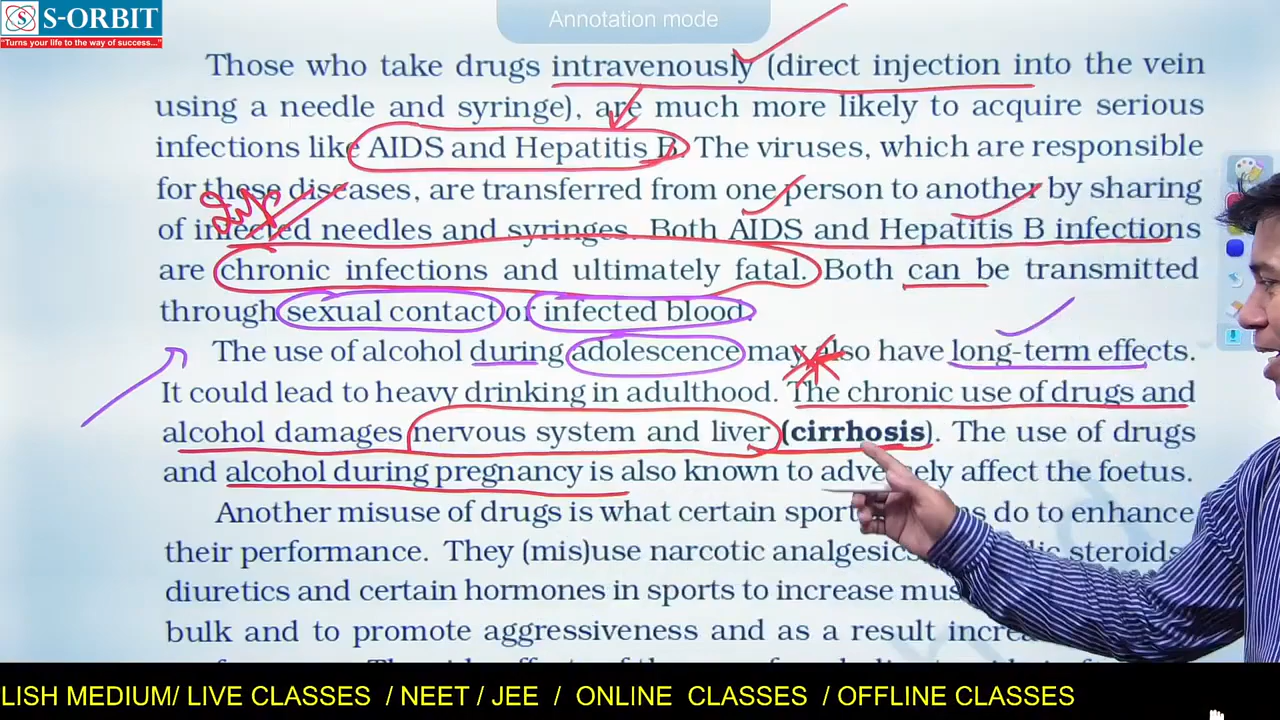 S-ORBIT
"Turns your life to the way of success..."
Annotation mode
Those who take drugs intravenously (direct injection into the vein
using a needle and syringe), are much more likely to acquire serious
infections like AIDS and Hepatitis B. The viruses, which are responsible
for these diseases, are transferred from one person to another by sharing
Imp
of infected needles and syringes. Both AIDS and Hepatitis B infections
are chronic infections and ultimately fatal. Both can be transmitted
through sexual contact or infected blood.
The use of alcohol during adolescence may also have long-term effects.
It could lead to heavy drinking in adulthood. The chronic use of drugs and
alcohol damages nervous system and liver (cirrhosis). The use of drugs
and alcohol during pregnancy is also known to adversely affect the foetus.
Another misuse of drugs is what certain do to enhance
their performance. They (mis)use narcotic steroids,
diuretics and certain hormones in sports to increase
bulk and to promote aggressiveness and as a result
LISH MEDIUM/ LIVE CLASSES / NEET / JEE / ONLINE CLASSES / OFFLINE CLASSES